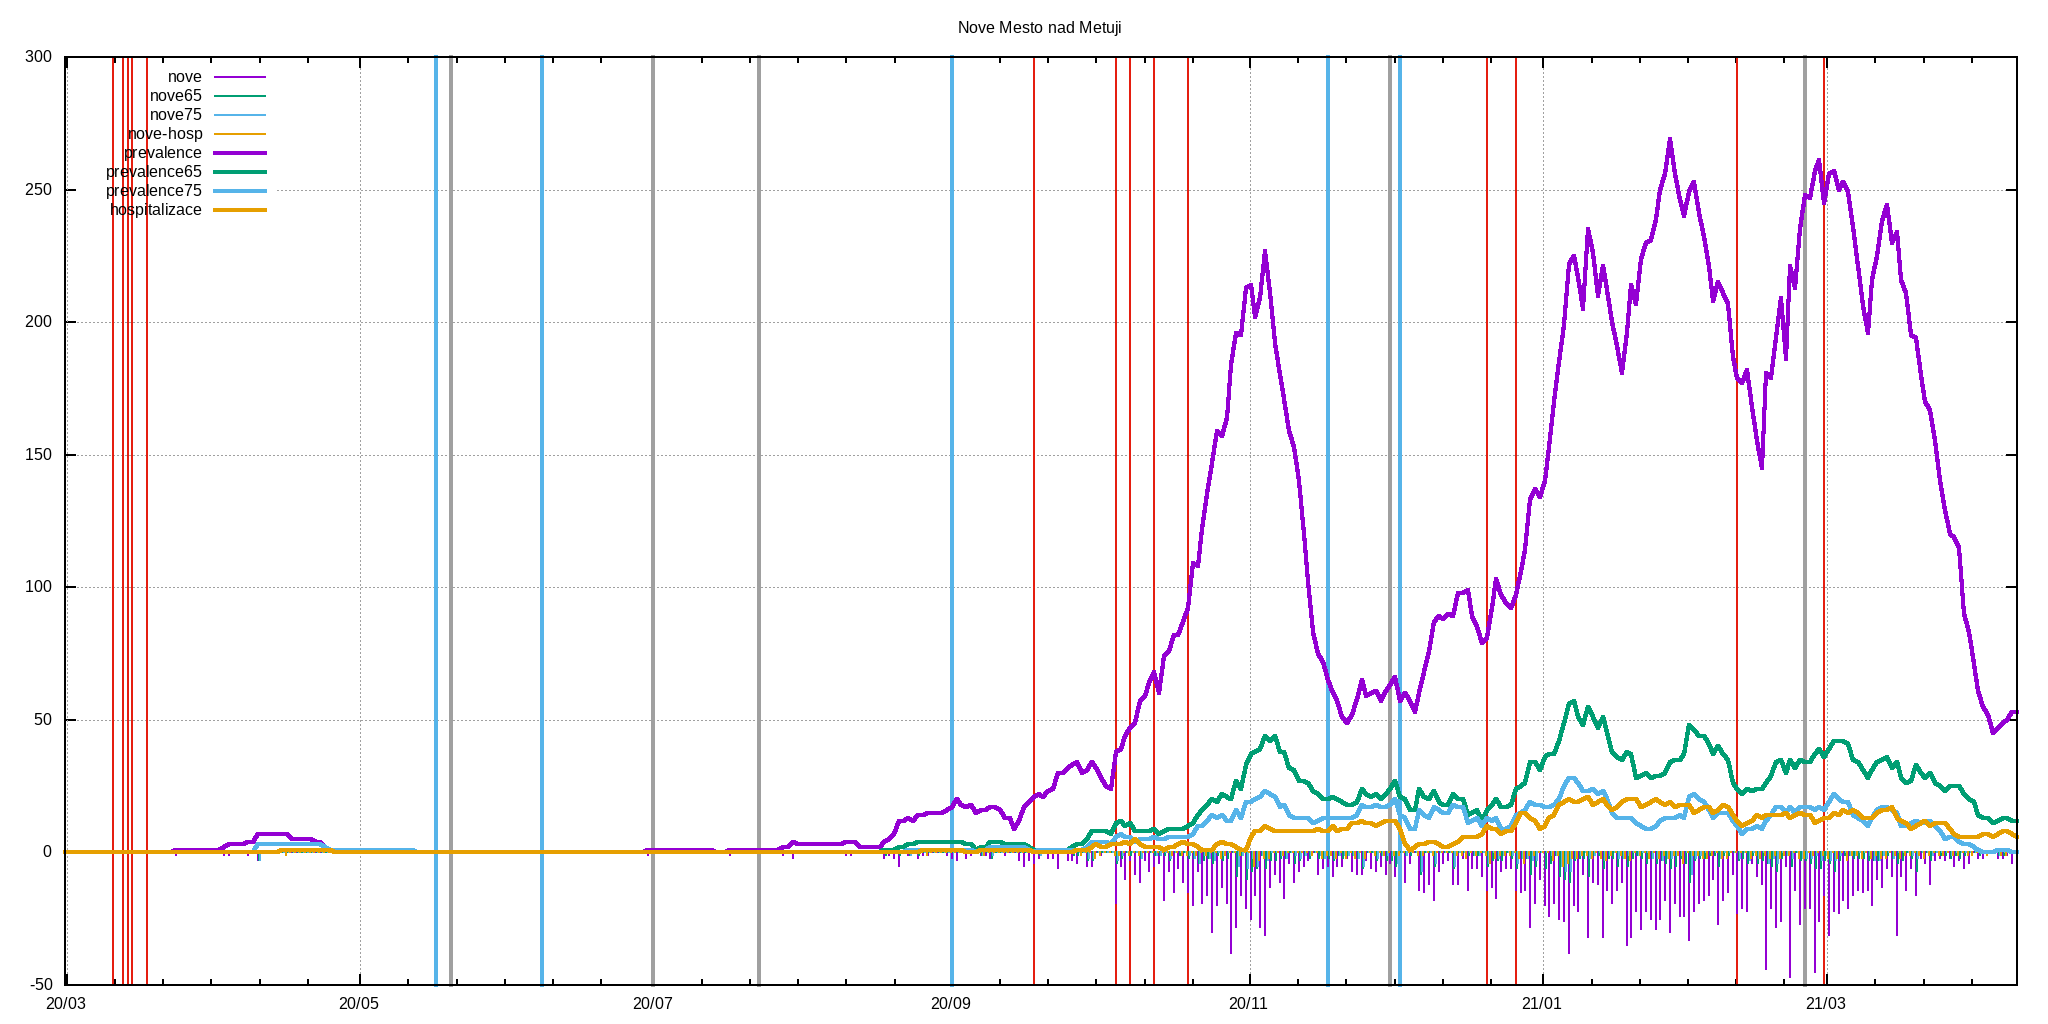 Nove Mesto nad Metuji
300
250
200
150
100
50
0
-50
nove
nove65
nove75
nove-hosp
prevalence
prevalence65
prevalence75
hospitalizace
20/03 20/05 20/07 20/09 20/11 21/01 21/03